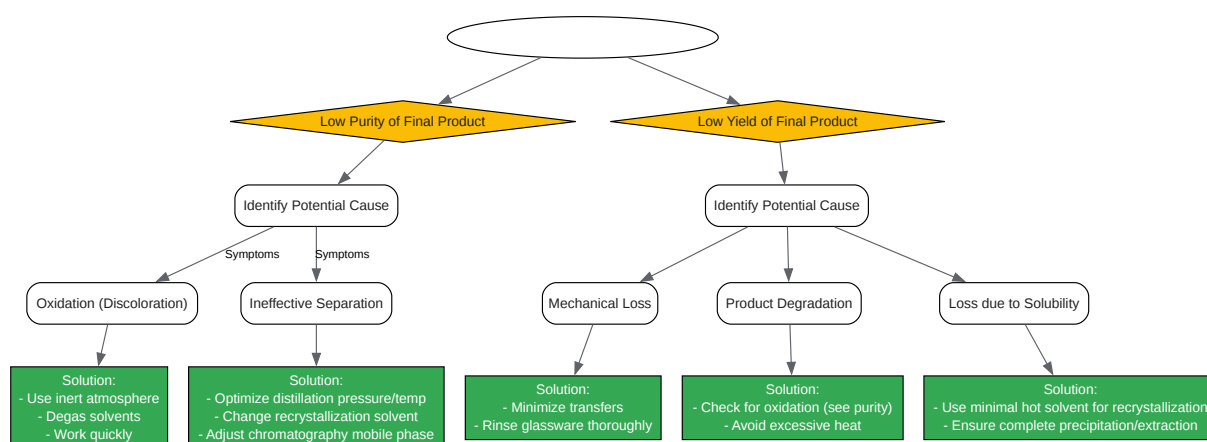 Low Purity of Final Product
Low Yield of Final Product
Identify Potential Cause
Identify Potential Cause
Symptoms
Symptoms
Oxidation (Discoloration)
Ineffective Separation
Mechanical Loss
Product Degradation
Loss due to Solubility
Solution:
- Use inert atmosphere
- Degas solvents
- Work quickly
Solution:
- Optimize distillation pressure/temp
- Change recrystallization solvent
- Adjust chromatography mobile phase
Solution:
- Minimize transfers
- Rinse glassware thoroughly
Solution:
- Check for oxidation (see purity)
- Avoid excessive heat
Solution:
- Use minimal hot solvent for recrystallization
- Ensure complete precipitation/extraction